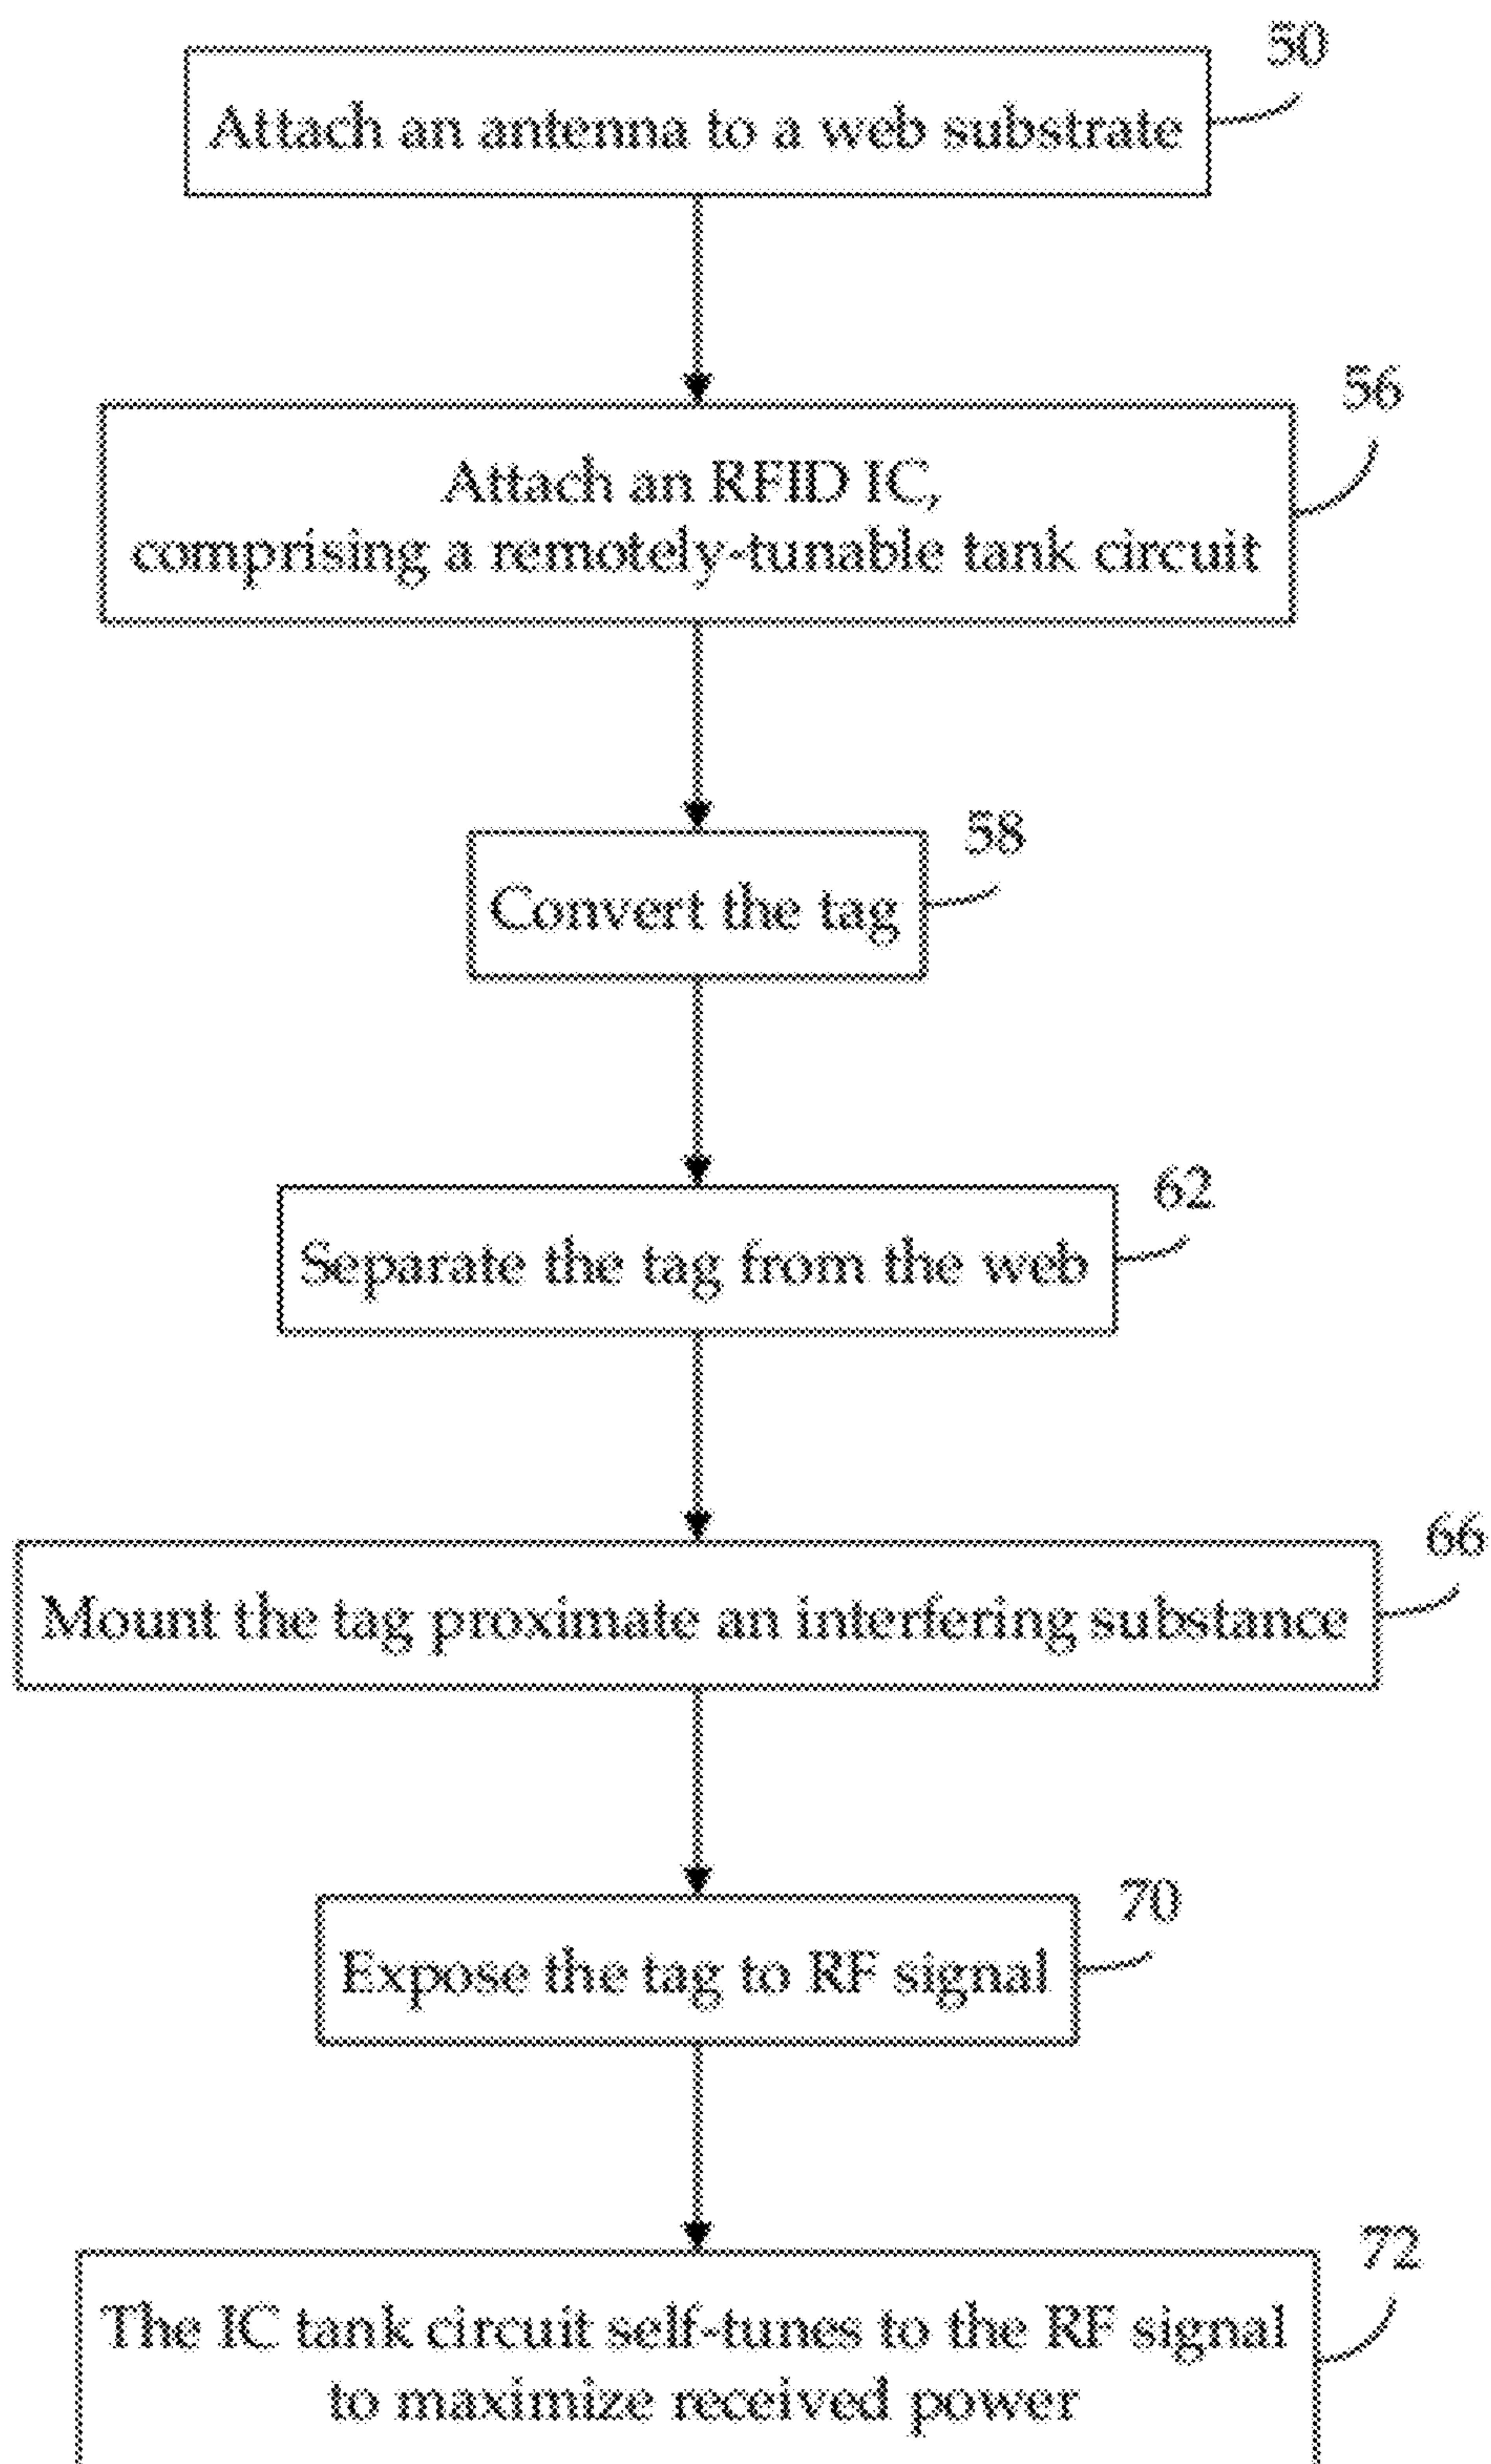 50
Attach an antenna to a web substrate
56
Attach an RFID IC,
comprising a remotely-tunable tank circuit
58
Convert the tag
62
Separate the tag from the web
66
Mount the tag proximate an interfering substance
70
Expose the tag to RF signal
72
The IC tank circuit self-tunes to the RF signal
to maximize received power